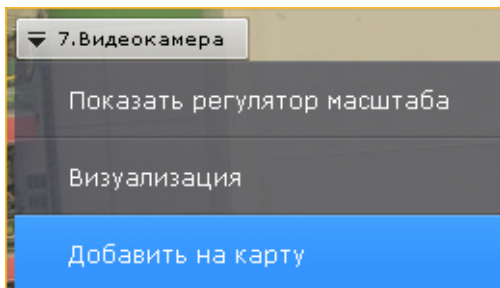 7.Видеокамера
Показать регулятор масштаба
Визуализация
Добавить на карту